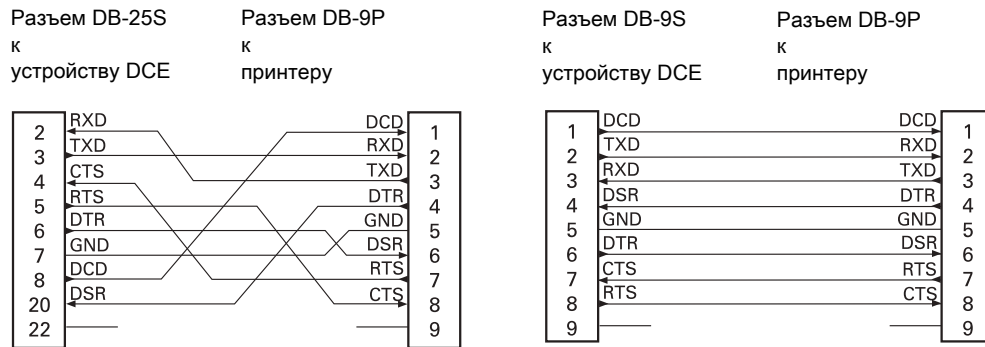 Разъем DB-25S
к
устройству DCE
Разъем DB-9P
к
принтеру
2 RXD DCD 1
3 TXD RXD 2
4 CTS TXD 3
5 RTS DTR 4
6 DTR GND 5
7 GND DSR 6
8 DCD RTS 7
20 DSR CTS 8
22 9
Разъем DB-9S
к
устройству DCE
Разъем DB-9P
к
принтеру
1 DCD DCD 1
2 TXD RXD 2
3 RXD TXD 3
4 DSR DTR 4
5 GND GND 5
6 DTR DSR 6
7 CTS RTS 7
8 RTS CTS 8
9 9